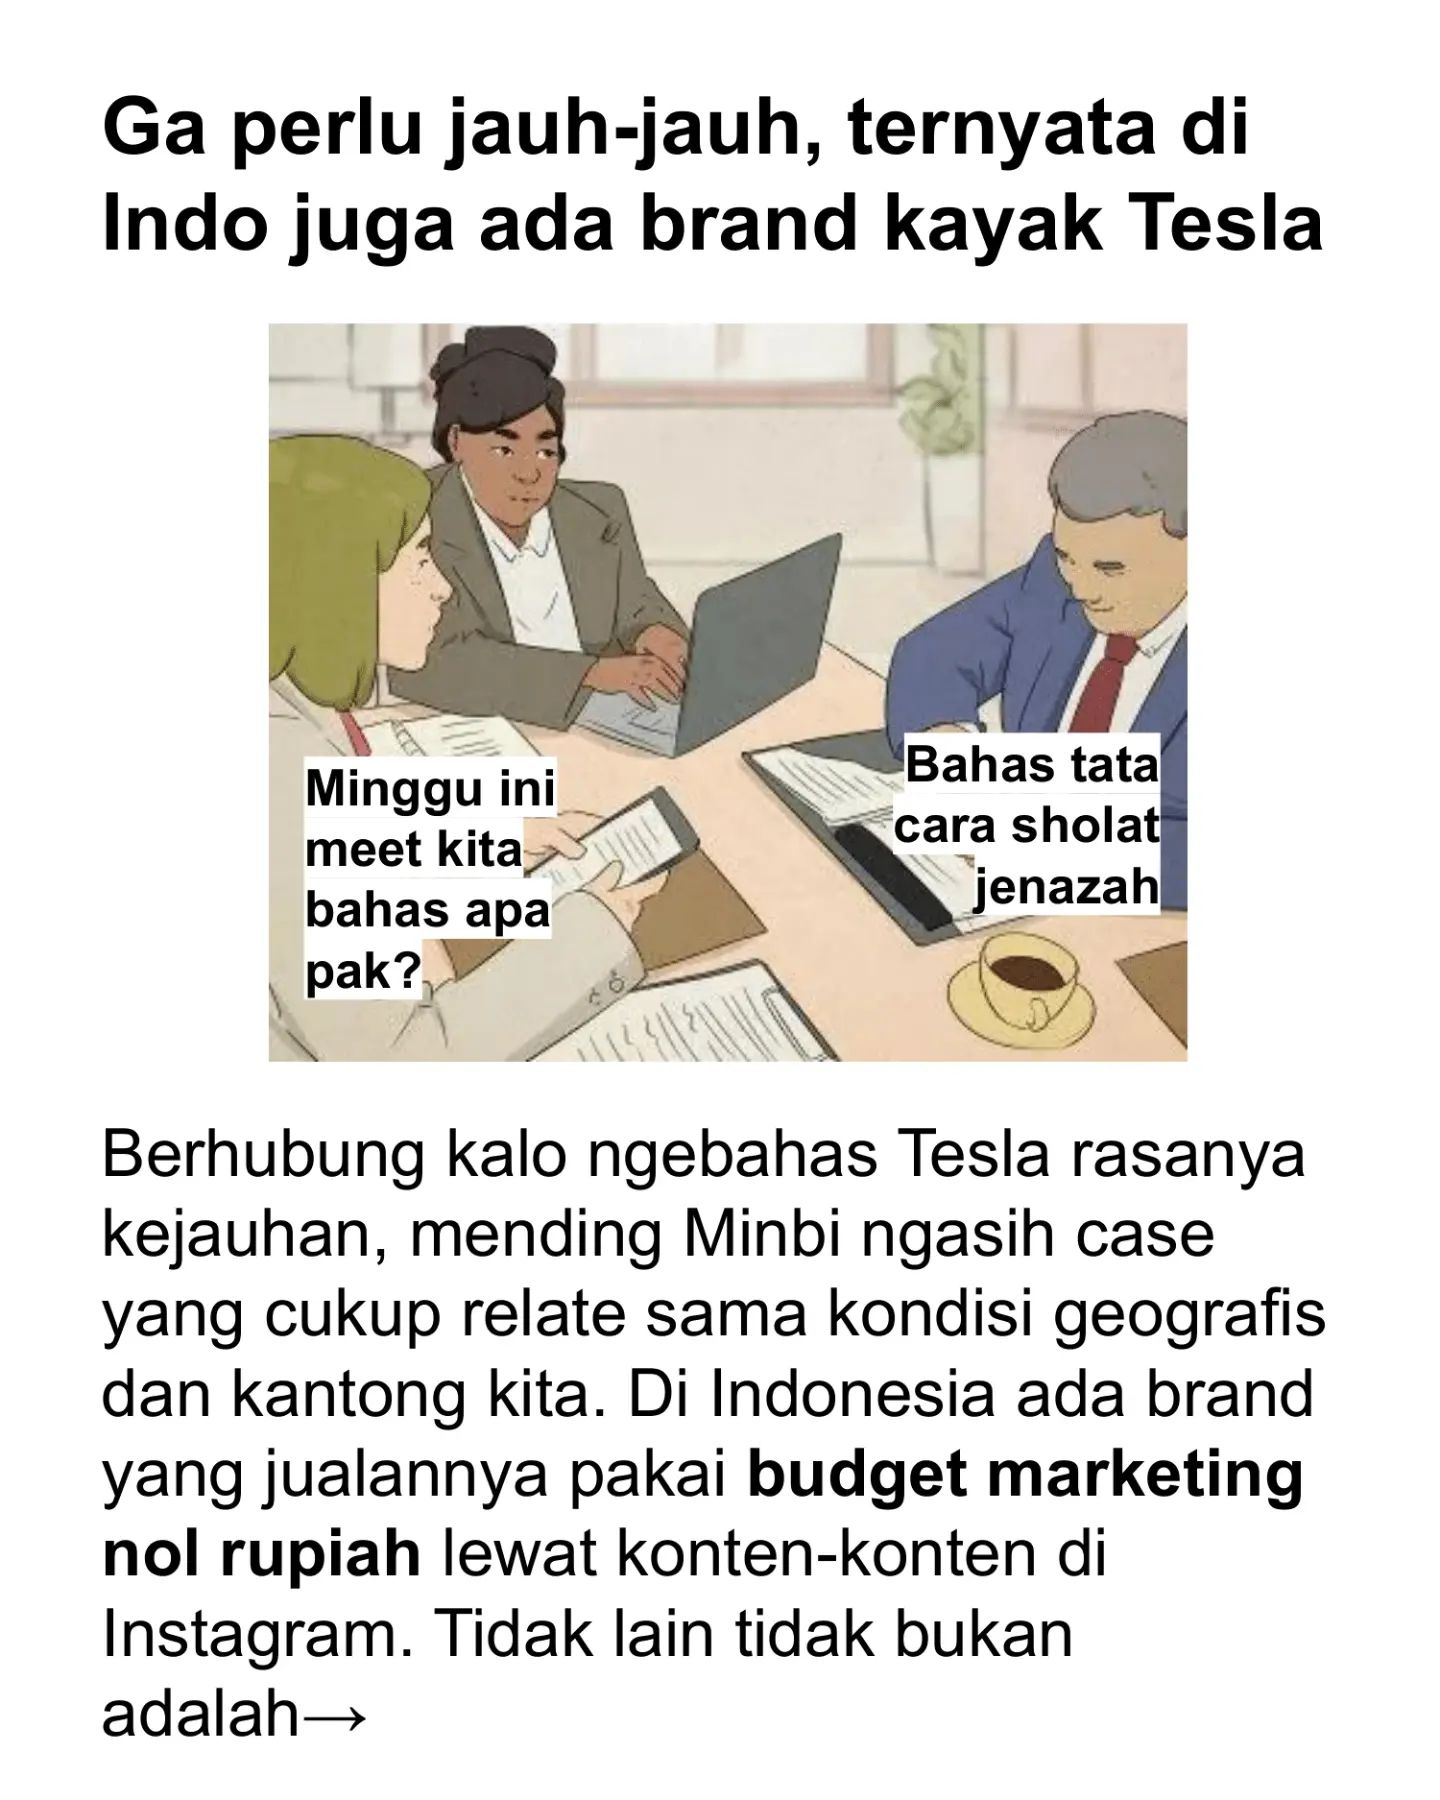 Ga perlu jauh-jauh, ternyata di
Indo juga ada brand kayak Tesla
Minggu ini
meet kita
bahas apa
pak?
Bahas tata
cara sholat
jenazah
Berhubung kalo ngebahas Tesla rasanya
kejauhan, mending Minbi ngasih case
yang cukup relate sama kondisi geografis
dan kantong kita. Di Indonesia ada brand
yang jualannya pakai budget marketing
nol rupiah lewat konten-konten di
Instagram. Tidak lain tidak bukan
adalah→